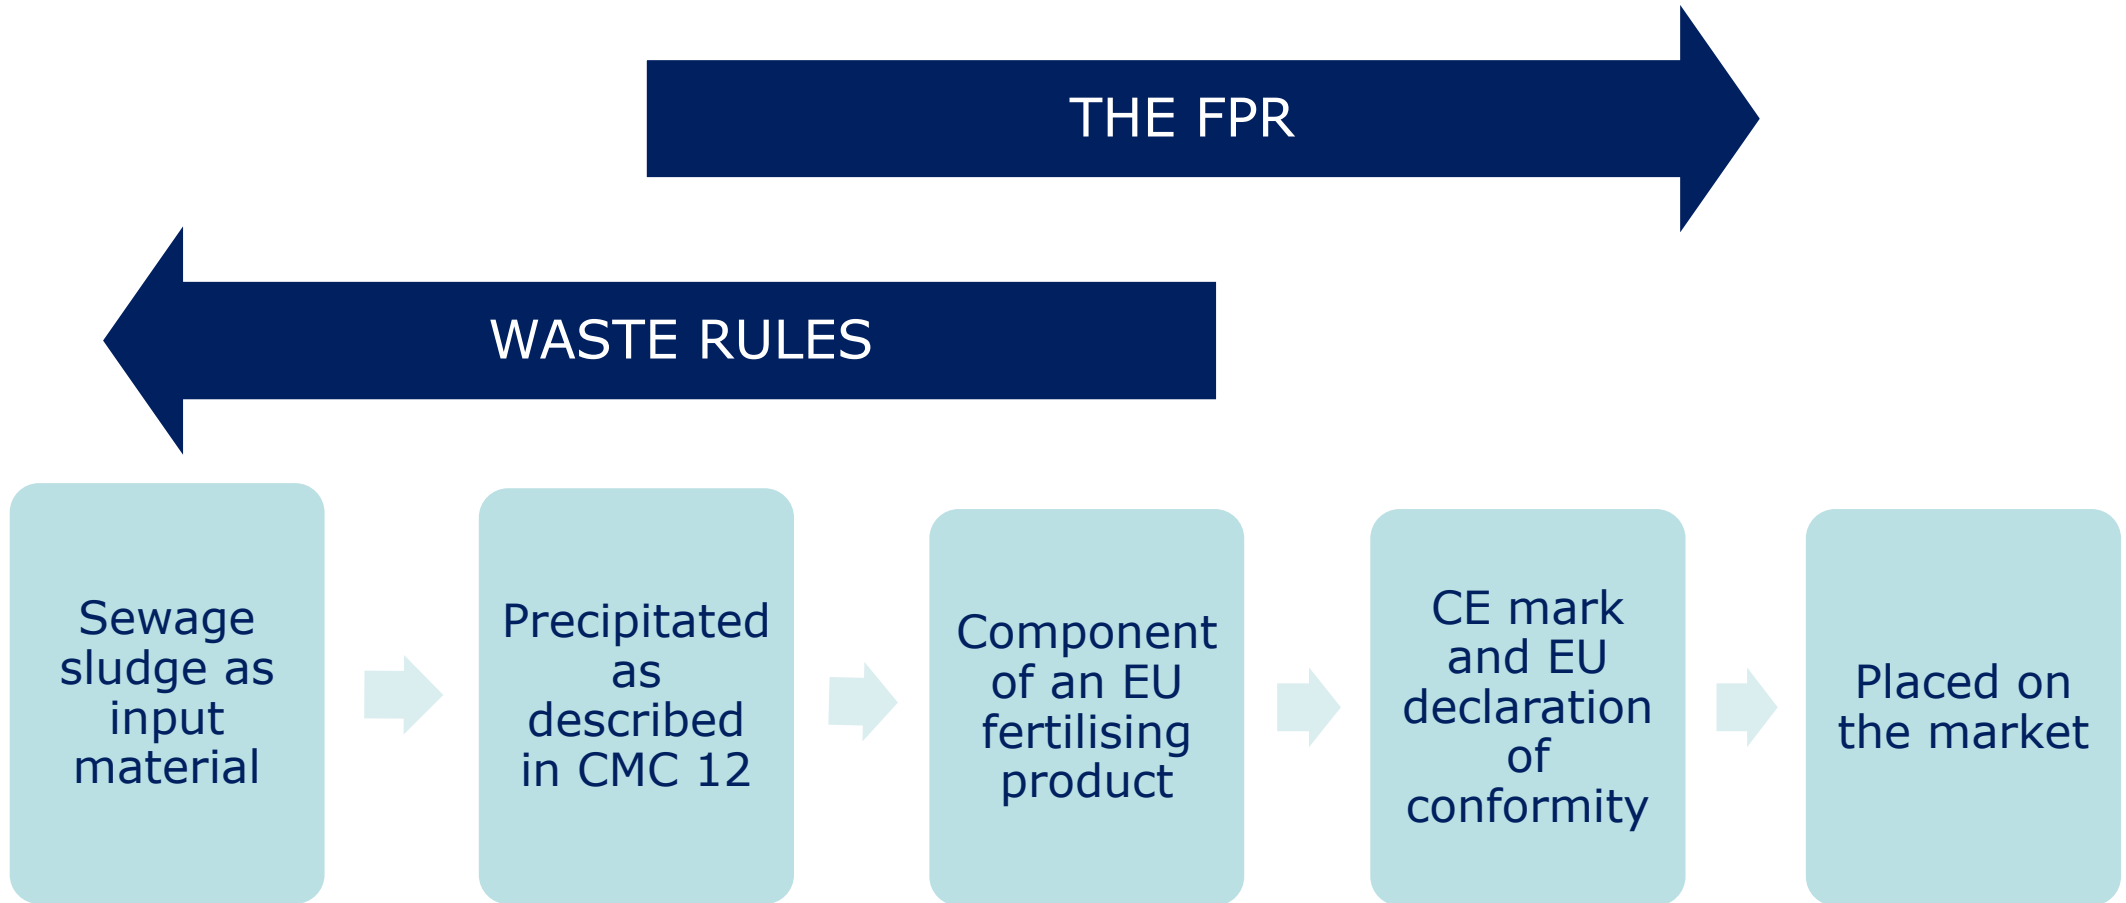 THE FPR
WASTE RULES
Sewage
sludge as
input
material
Precipitated
as
described
in CMC 12
Component
of an EU
fertilising
product
CE mark
and EU
declaration
of
conformity
Placed on
the market